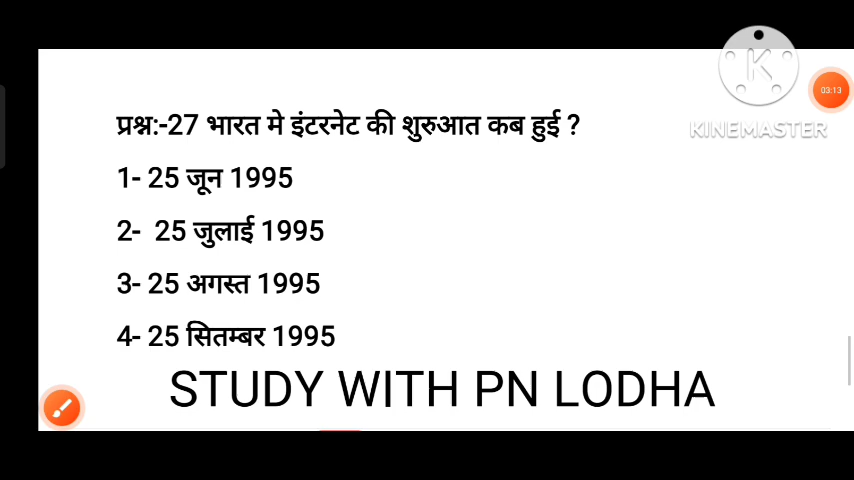 KINEMASTER
03:13
प्रश्न:-27 भारत मे इंटरनेट की शुरुआत कब हुई ?
1- 25 जून 1995
2- 25 जुलाई 1995
3- 25 अगस्त 1995
4- 25 सितम्बर 1995
STUDY WITH PN LODHA